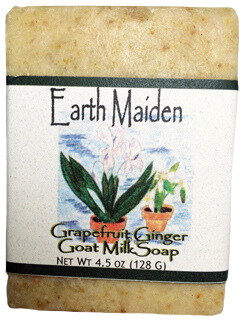 Earth Maiden
Grapefruit Ginger
Goat Milk Soap
NET WT 4.5 OZ (128 G)